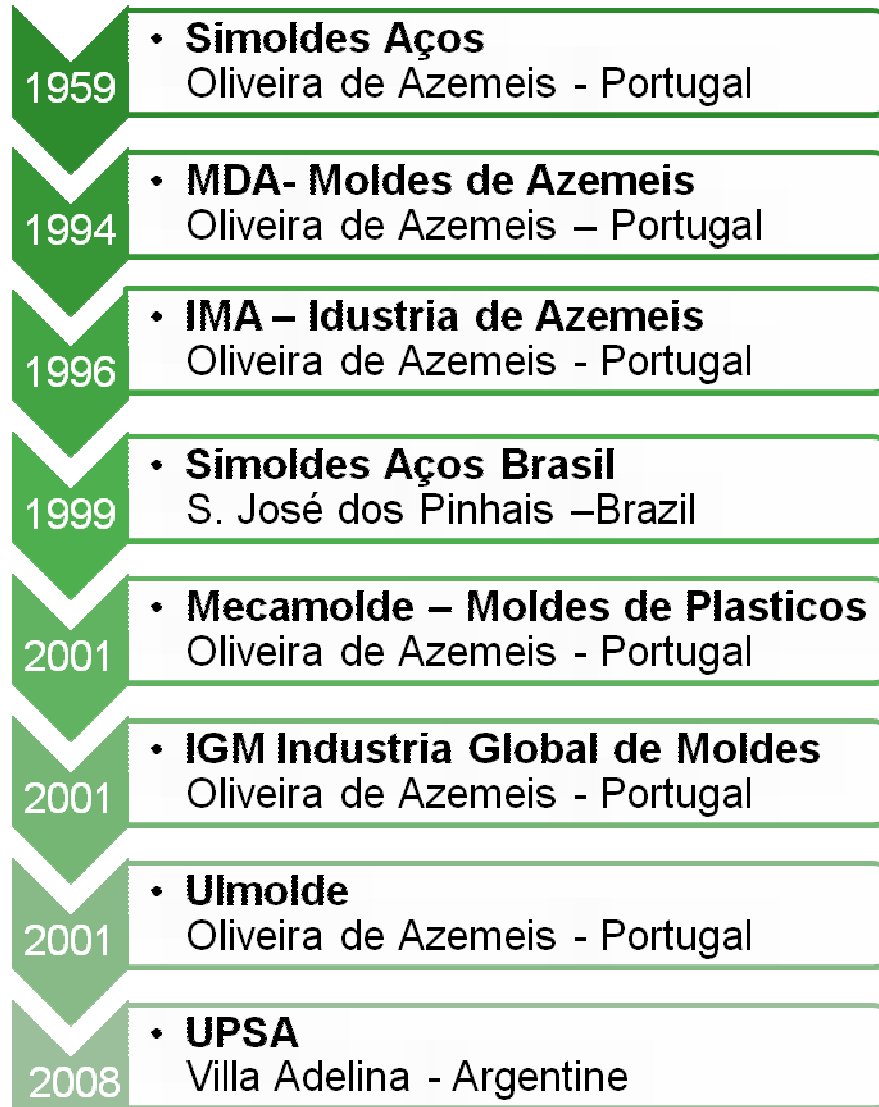 1959
• Simoldes Aços
Oliveira de Azemeis - Portugal
1994
• MDA- Moldes de Azemeis
Oliveira de Azemeis – Portugal
1996
• IMA – Idustria de Azemeis
Oliveira de Azemeis - Portugal
1999
• Simoldes Aços Brasil
S. José dos Pinhais –Brazil
2001
• Mecamolde – Moldes de Plasticos
Oliveira de Azemeis - Portugal
2001
• IGM Industria Global de Moldes
Oliveira de Azemeis - Portugal
2001
• Ulmolde
Oliveira de Azemeis - Portugal
2008
• UPSA
Villa Adelina - Argentine